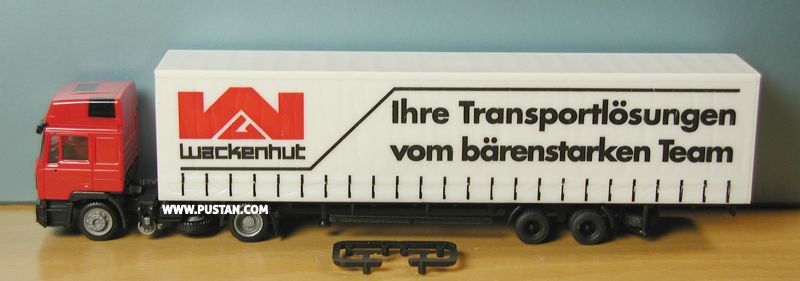 wackenhut
Ihre Transportlösungen
vom bärenstarken Team
WWW.PUSTAN.COM